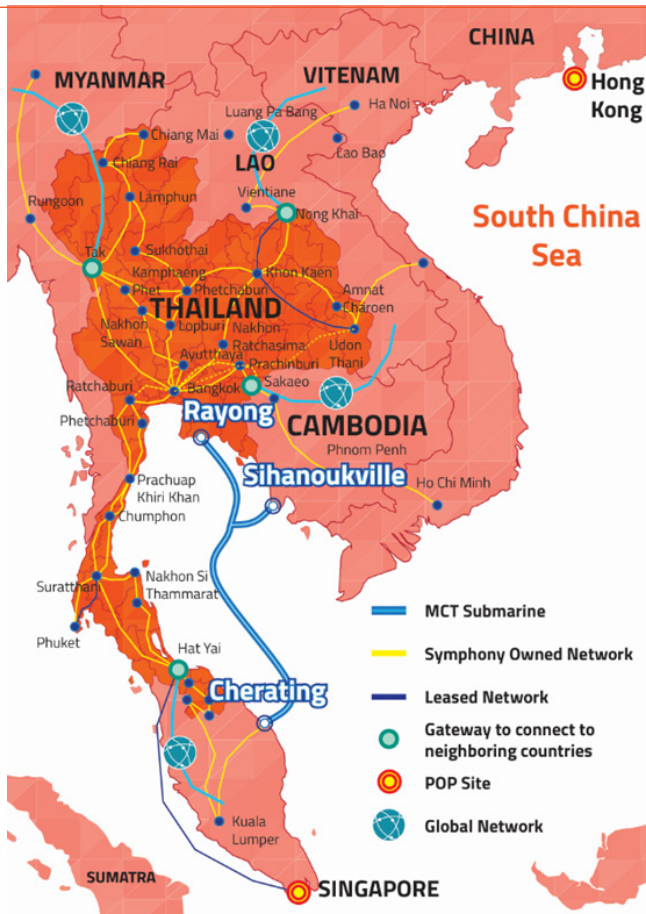 CHINA
MYANMAR
VITENAM
Hong
Kong
Luang Pa Bang
Ha Noi
Chiang Mai
Lao Bao
Chiang Rai
LAO
Rungoon
Lamphun
Vientiane
Nong Khai
South China
Sea
Tak
Sukhothai
Kamphaeng
Phet
Phetchaburi
Khon Kaen
THAILAND
Amnat
Charoen
Nakhon
Sawan
Lopburi
Nakhon
Ratchasima
Udon
Thani
Ayutthaya
Prachinburi
Ratchaburi
Bangkok
Sakaeo
Rayong
CAMBODIA
Phetchaburi
Phnom Penh
Sihanoukville
Prachuap
Khiri Khan
Ho Chi Minh
Chumphon
Suratthani
Nakhon Si
Thammarat
MCT Submarine
Phuket
Hat Yai
Symphony Owned Network
Cherating
Leased Network
Gateway to connect to
neighboring countries
POP Site
Kuala
Lumper
Global Network
SUMATRA
SINGAPORE